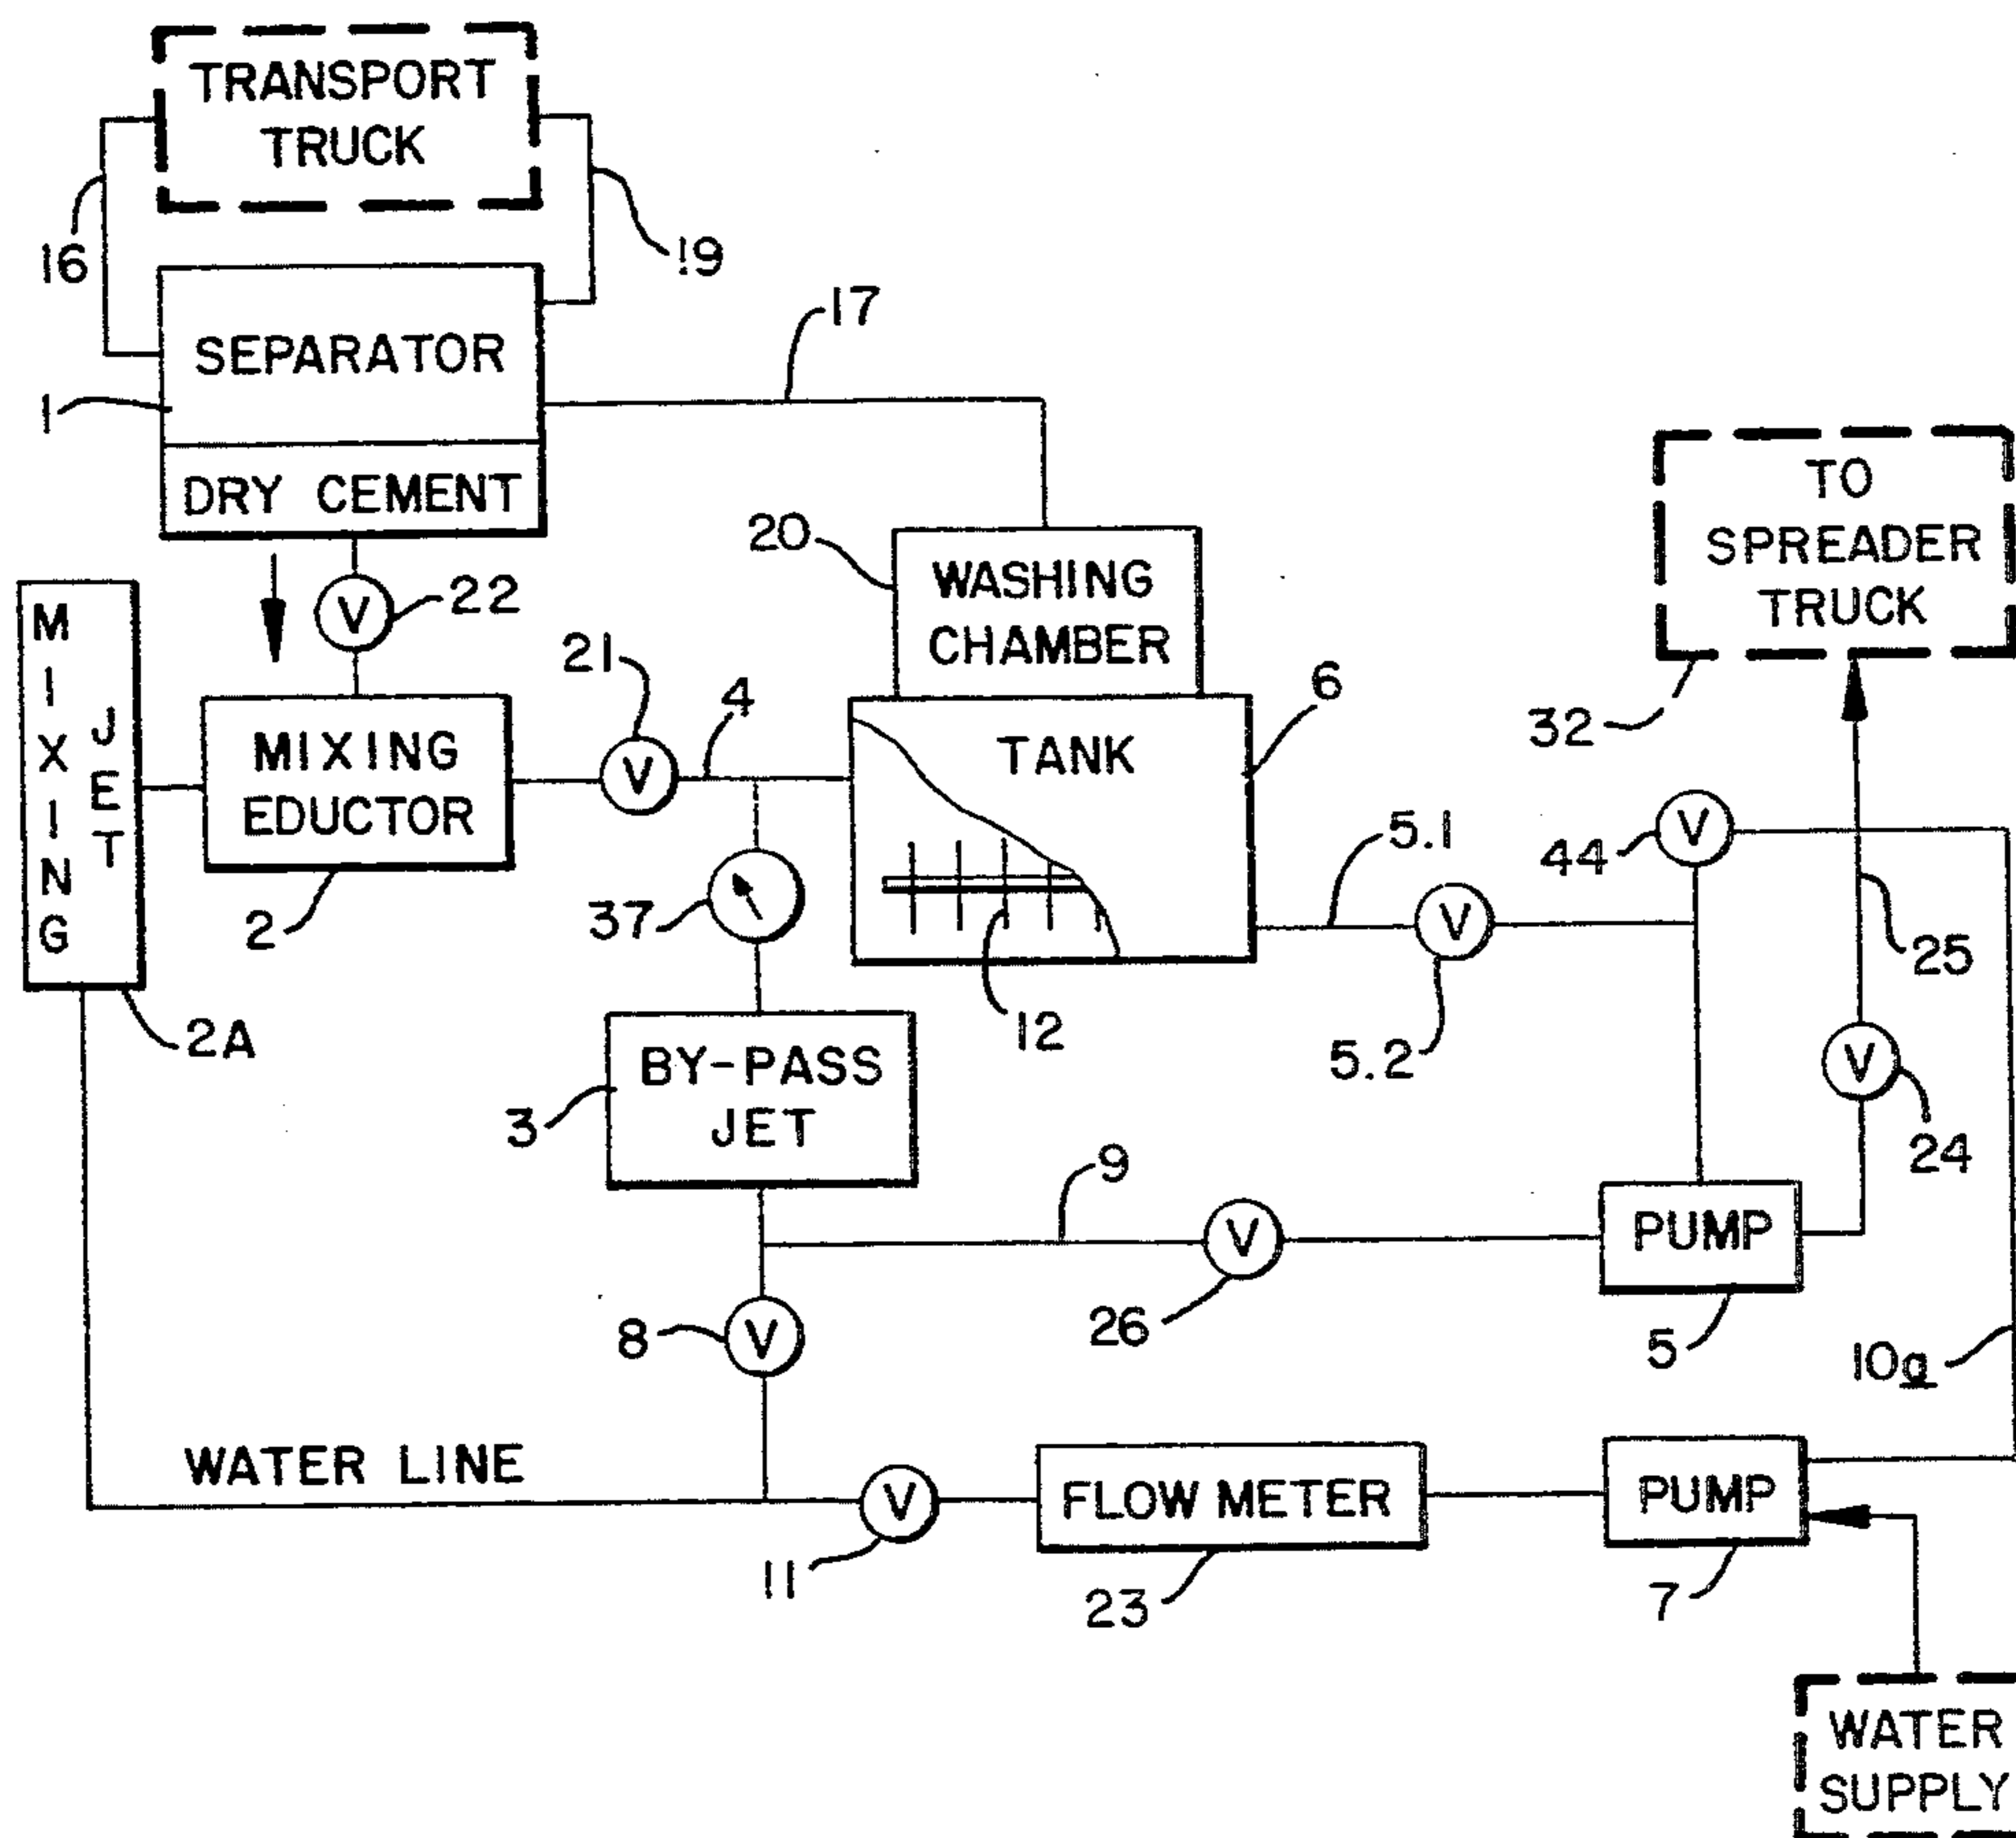 TRANSPORT
TRUCK
16
19
SEPARATOR
1
17
DRY CEMENT
V
22
MIXING
JET
2A
MIXING
EDUCTOR
2
21
V
4
20
WASHING
CHAMBER
TANK
6
12
37
BY-PASS
JET
3
5.1
V
5.2
V
44
TO
SPREADER
TRUCK
32
25
V
24
9
V
26
PUMP
5
10a
8
V
WATER LINE
V
11
FLOW METER
23
PUMP
7
WATER
SUPPLY